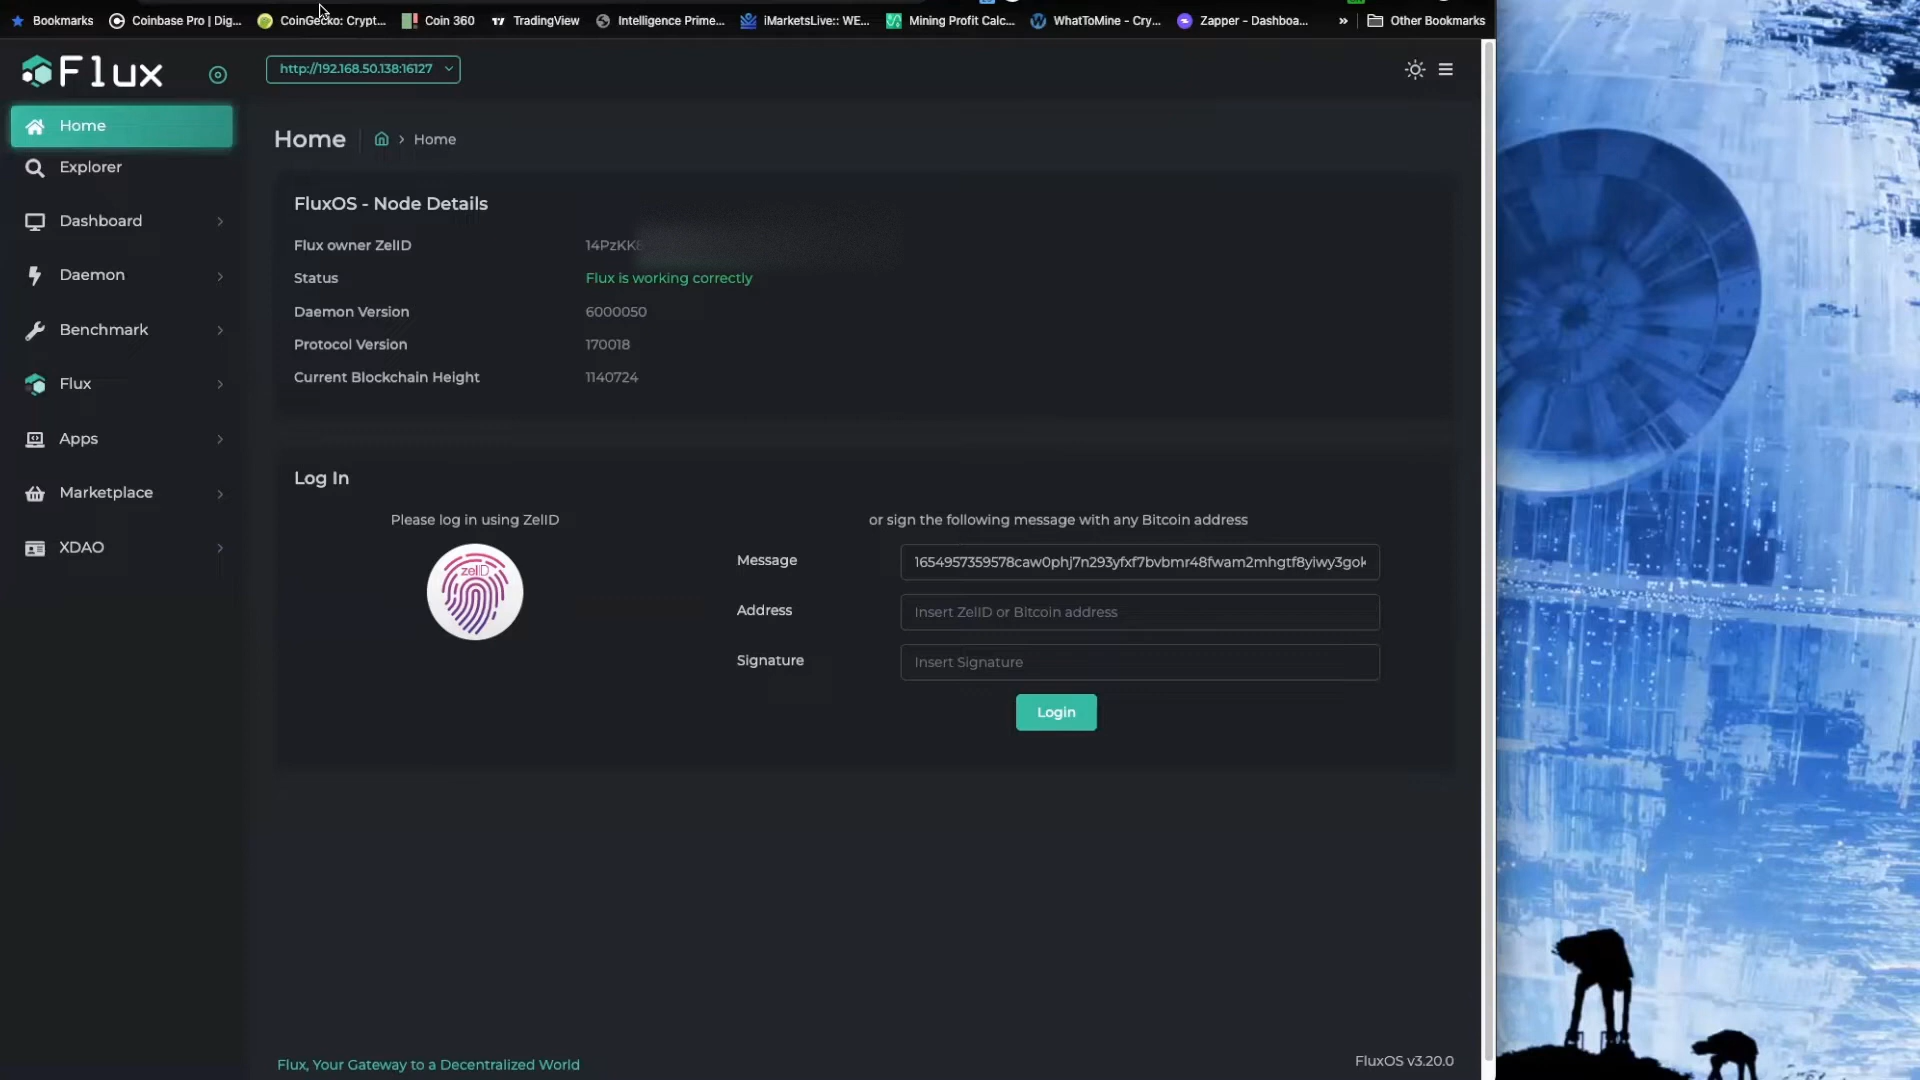 Bookmarks
Coinbase Pro | Dig...
CoinGecko: Crypt...
Coin 360
TradingView
Intelligence Prime...
iMarketsLive:: WE...
Mining Profit Calc...
WhatToMine - Cry...
Zapper - Dashboa...
»
Other Bookmarks
Flux
http://192.168.50.138:16127
Home
Explorer
Dashboard
Daemon
Benchmark
Flux
Apps
Marketplace
XDAO
Home
Home
FluxOS - Node Details
Flux owner ZelID
Status Flux is working correctly
Daemon Version 6000050
Protocol Version 170018
Current Blockchain Height 1140724
Log In
Please log in using ZelID
zelID
or sign the following message with any Bitcoin address
Message 1654957359578caw0phj7n293yfxf7bvbmr48fwam2mhgtf8yiwy3gok
Address Insert ZelID or Bitcoin address
Signature Insert Signature
Login
Flux, Your Gateway to a Decentralized World
FluxOS v3.20.0